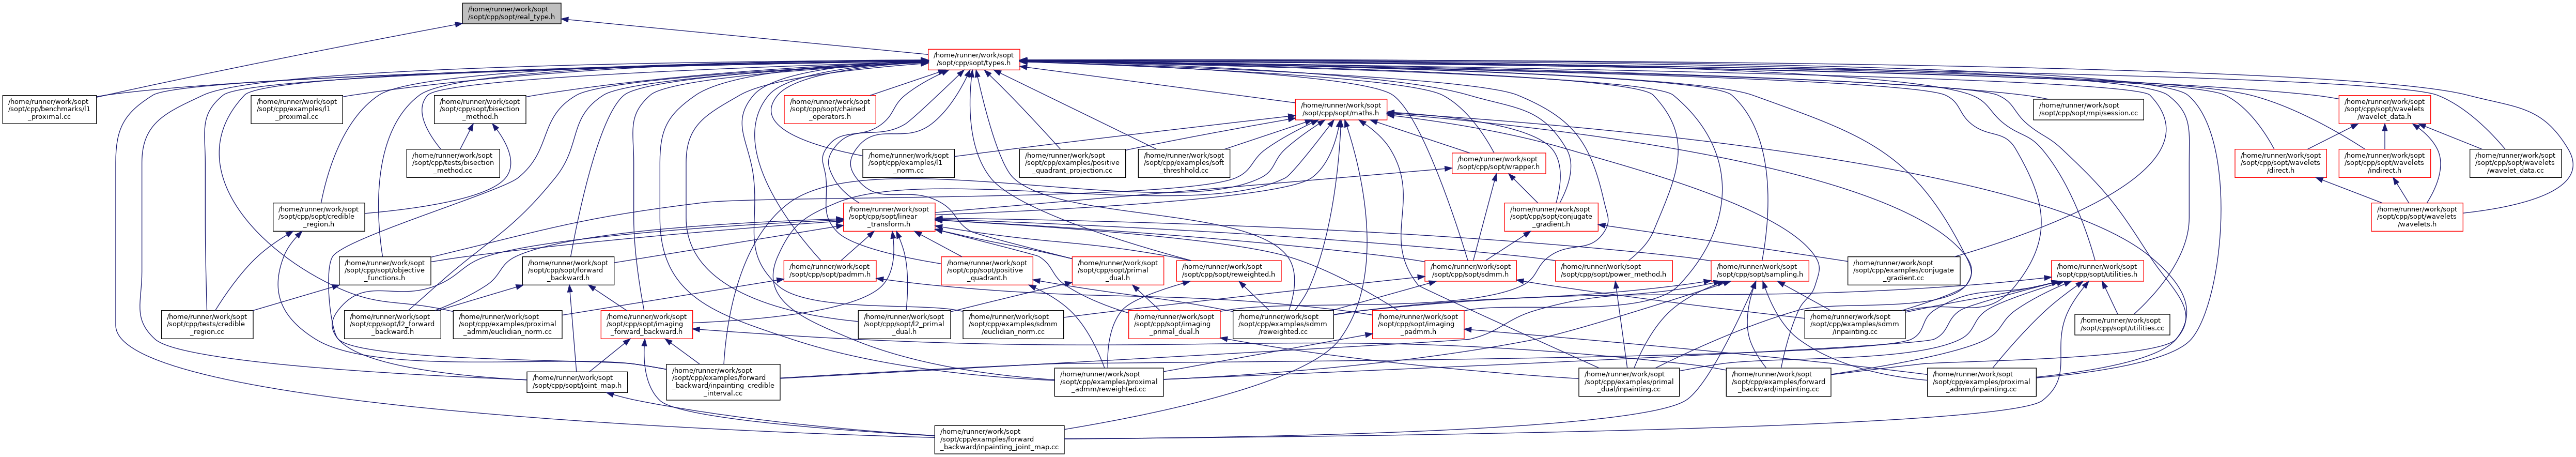 /home/runner/work/sopt
/sopt/cpp/sopt/real_type.h
/home/runner/work/sopt
/sopt/cpp/sopt/types.h
/home/runner/work/sopt
/sopt/cpp/benchmarks/l1
_proximal.cc
/home/runner/work/sopt
/sopt/cpp/examples/l1
_proximal.cc
/home/runner/work/sopt
/sopt/cpp/sopt/bisection
_method.h
/home/runner/work/sopt
/sopt/cpp/sopt/chained
_operators.h
/home/runner/work/sopt
/sopt/cpp/sopt/maths.h
/home/runner/work/sopt
/sopt/cpp/sopt/mpi/session.cc
/home/runner/work/sopt
/sopt/cpp/sopt/wavelets
/wavelet_data.h
/home/runner/work/sopt
/sopt/cpp/tests/bisection
_method.cc
/home/runner/work/sopt
/sopt/cpp/examples/l1
_norm.cc
/home/runner/work/sopt
/sopt/cpp/examples/positive
_quadrant_projection.cc
/home/runner/work/sopt
/sopt/cpp/examples/soft
_threshhold.cc
/home/runner/work/sopt
/sopt/cpp/sopt/wrapper.h
/home/runner/work/sopt
/sopt/cpp/sopt/wavelets
/direct.h
/home/runner/work/sopt
/sopt/cpp/sopt/wavelets
/indirect.h
/home/runner/work/sopt
/sopt/cpp/sopt/wavelets
/wavelet_data.cc
/home/runner/work/sopt
/sopt/cpp/sopt/credible
_region.h
/home/runner/work/sopt
/sopt/cpp/sopt/linear
_transform.h
/home/runner/work/sopt
/sopt/cpp/sopt/conjugate
_gradient.h
/home/runner/work/sopt
/sopt/cpp/sopt/wavelets
/wavelets.h
/home/runner/work/sopt
/sopt/cpp/sopt/objective
_functions.h
/home/runner/work/sopt
/sopt/cpp/sopt/forward
_backward.h
/home/runner/work/sopt
/sopt/cpp/sopt/padmm.h
/home/runner/work/sopt
/sopt/cpp/sopt/positive
_quadrant.h
/home/runner/work/sopt
/sopt/cpp/sopt/primal
_dual.h
/home/runner/work/sopt
/sopt/cpp/sopt/reweighted.h
/home/runner/work/sopt
/sopt/cpp/sopt/sdmm.h
/home/runner/work/sopt
/sopt/cpp/sopt/power_method.h
/home/runner/work/sopt
/sopt/cpp/sopt/sampling.h
/home/runner/work/sopt
/sopt/cpp/examples/conjugate
_gradient.cc
/home/runner/work/sopt
/sopt/cpp/sopt/utilities.h
/home/runner/work/sopt
/sopt/cpp/tests/credible
_region.cc
/home/runner/work/sopt
/sopt/cpp/sopt/l2_forward
_backward.h
/home/runner/work/sopt
/sopt/cpp/examples/proximal
_admm/euclidian_norm.cc
/home/runner/work/sopt
/sopt/cpp/sopt/imaging
_forward_backward.h
/home/runner/work/sopt
/sopt/cpp/sopt/l2_primal
_dual.h
/home/runner/work/sopt
/sopt/cpp/examples/sdmm
/euclidian_norm.cc
/home/runner/work/sopt
/sopt/cpp/sopt/imaging
_primal_dual.h
/home/runner/work/sopt
/sopt/cpp/examples/sdmm
/reweighted.cc
/home/runner/work/sopt
/sopt/cpp/sopt/imaging
_padmm.h
/home/runner/work/sopt
/sopt/cpp/examples/sdmm
/inpainting.cc
/home/runner/work/sopt
/sopt/cpp/sopt/utilities.cc
/home/runner/work/sopt
/sopt/cpp/sopt/joint_map.h
/home/runner/work/sopt
/sopt/cpp/examples/forward
_backward/inpainting_credible
_interval.cc
/home/runner/work/sopt
/sopt/cpp/examples/proximal
_admm/reweighted.cc
/home/runner/work/sopt
/sopt/cpp/examples/primal
_dual/inpainting.cc
/home/runner/work/sopt
/sopt/cpp/examples/forward
_backward/inpainting.cc
/home/runner/work/sopt
/sopt/cpp/examples/proximal
_admm/inpainting.cc
/home/runner/work/sopt
/sopt/cpp/examples/forward
_backward/inpainting_joint_map.cc